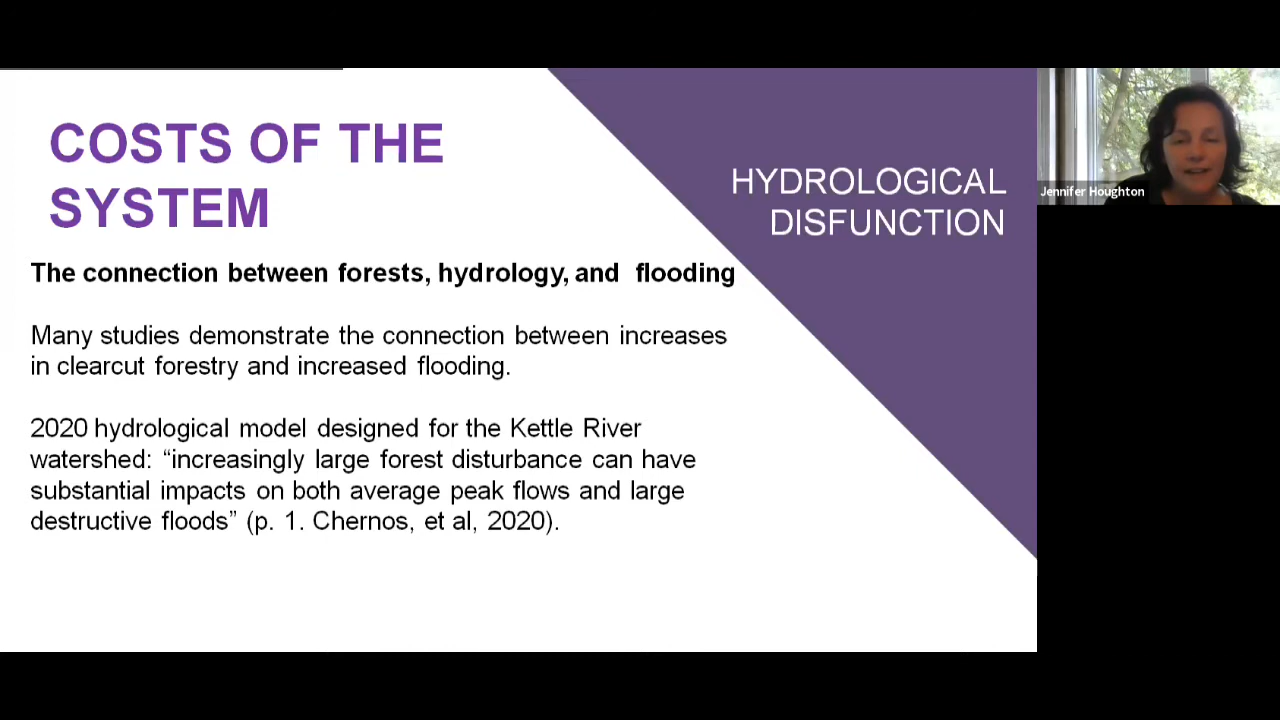 COSTS OF THE
SYSTEM
HYDROLOGICAL
DISFUNCTION
Jennifer Houghton
The connection between forests, hydrology, and flooding
Many studies demonstrate the connection between increases
in clearcut forestry and increased flooding.
2020 hydrological model designed for the Kettle River
watershed: “increasingly large forest disturbance can have
substantial impacts on both average peak flows and large
destructive floods” (p. 1. Chernos, et al, 2020).